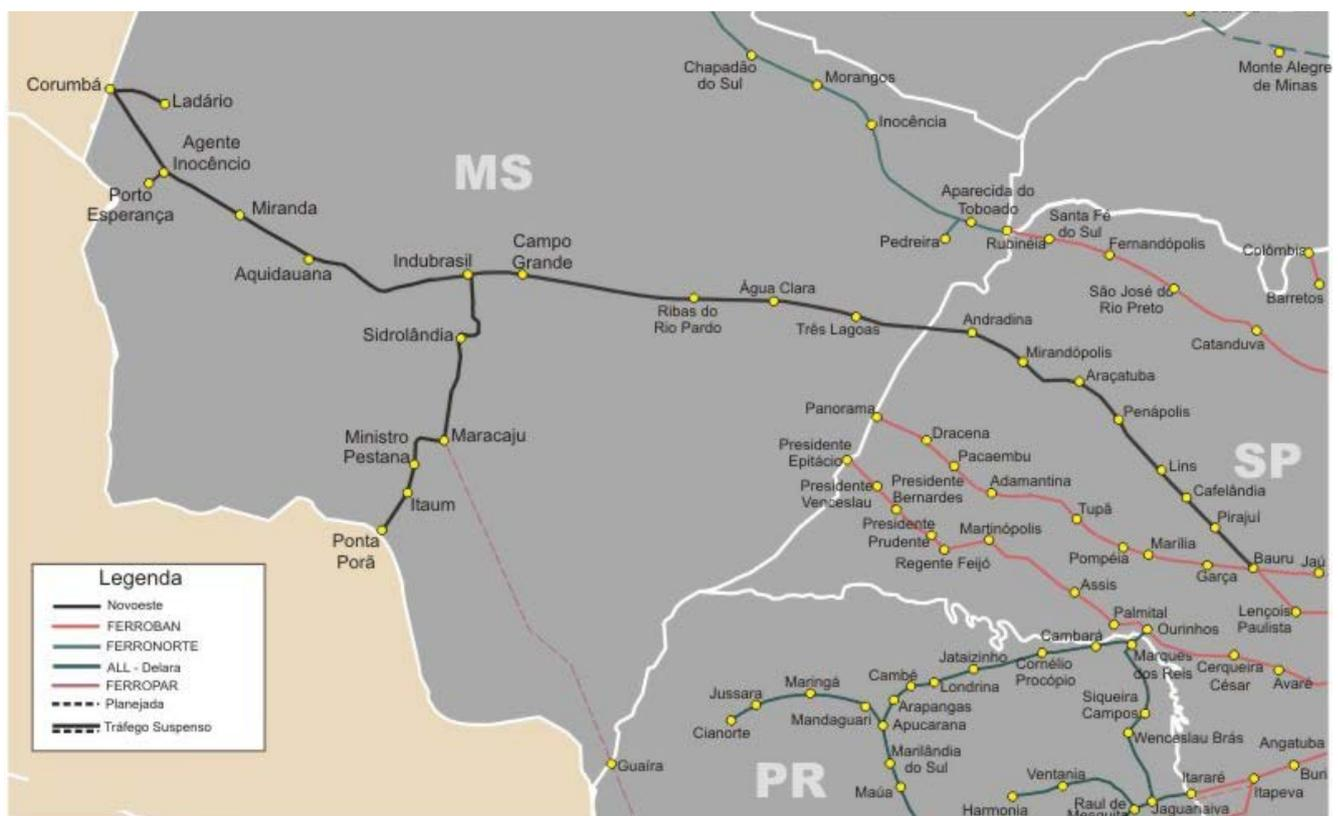 Corumbá
Ladário
Agente
Inocêncio
Porto
Esperança
Miranda
Aquidauana
MS
Indubrasil
Campo
Grande
Sidrolândia
Ministro
Pestana
Maracaju
Itaum
Ponta
Porã
Ribas do
Rio Pardo
Água Clara
Três Lagoas
Chapadão
do Sul
Morangos
Inocência
Aparecida do
Toboado
Pedreira
Rubinéia
Santa Fé
do Sul
Fernandópolis
São José do
Rio Preto
Catanduva
Colômbia
Barretos
Monte Alegre
de Minas
Andradina
Mirandópolis
Araçatuba
Penápolis
SP
Lins
Cafelândia
Pirajuí
Bauru
Jaú
Panorama
Dracena
Pacaembu
Adamantina
Tupã
Pompéia
Marília
Garça
Lençois
Paulista
Presidente
Epitácio
Presidente
Venceslau
Presidente
Bernardes
Presidente
Prudente
Regente Feijó
Martinópolis
Assis
Palmital
Ourinhos
Cerqueira
César
Avaré
Cambará
Marques
dos Reis
Cornélio
Procópio
Jataizinho
Londrina
Cambé
Arapangas
Apucarana
Mandaguari
Maringá
Jussara
Cianorte
Marilândia
do Sul
Maúa
PR
Guaíra
Siqueira
Campos
Wenceslau Brás
Ventania
Harmonia
Raul de
Mesquita
Jaguariaiva
Itararé
Itapeva
Angatuba
Buri
Legenda
Novoeste
FERROBAN
FERRONORTE
ALL - Delara
FERROPAR
Planejada
Tráfego Suspenso